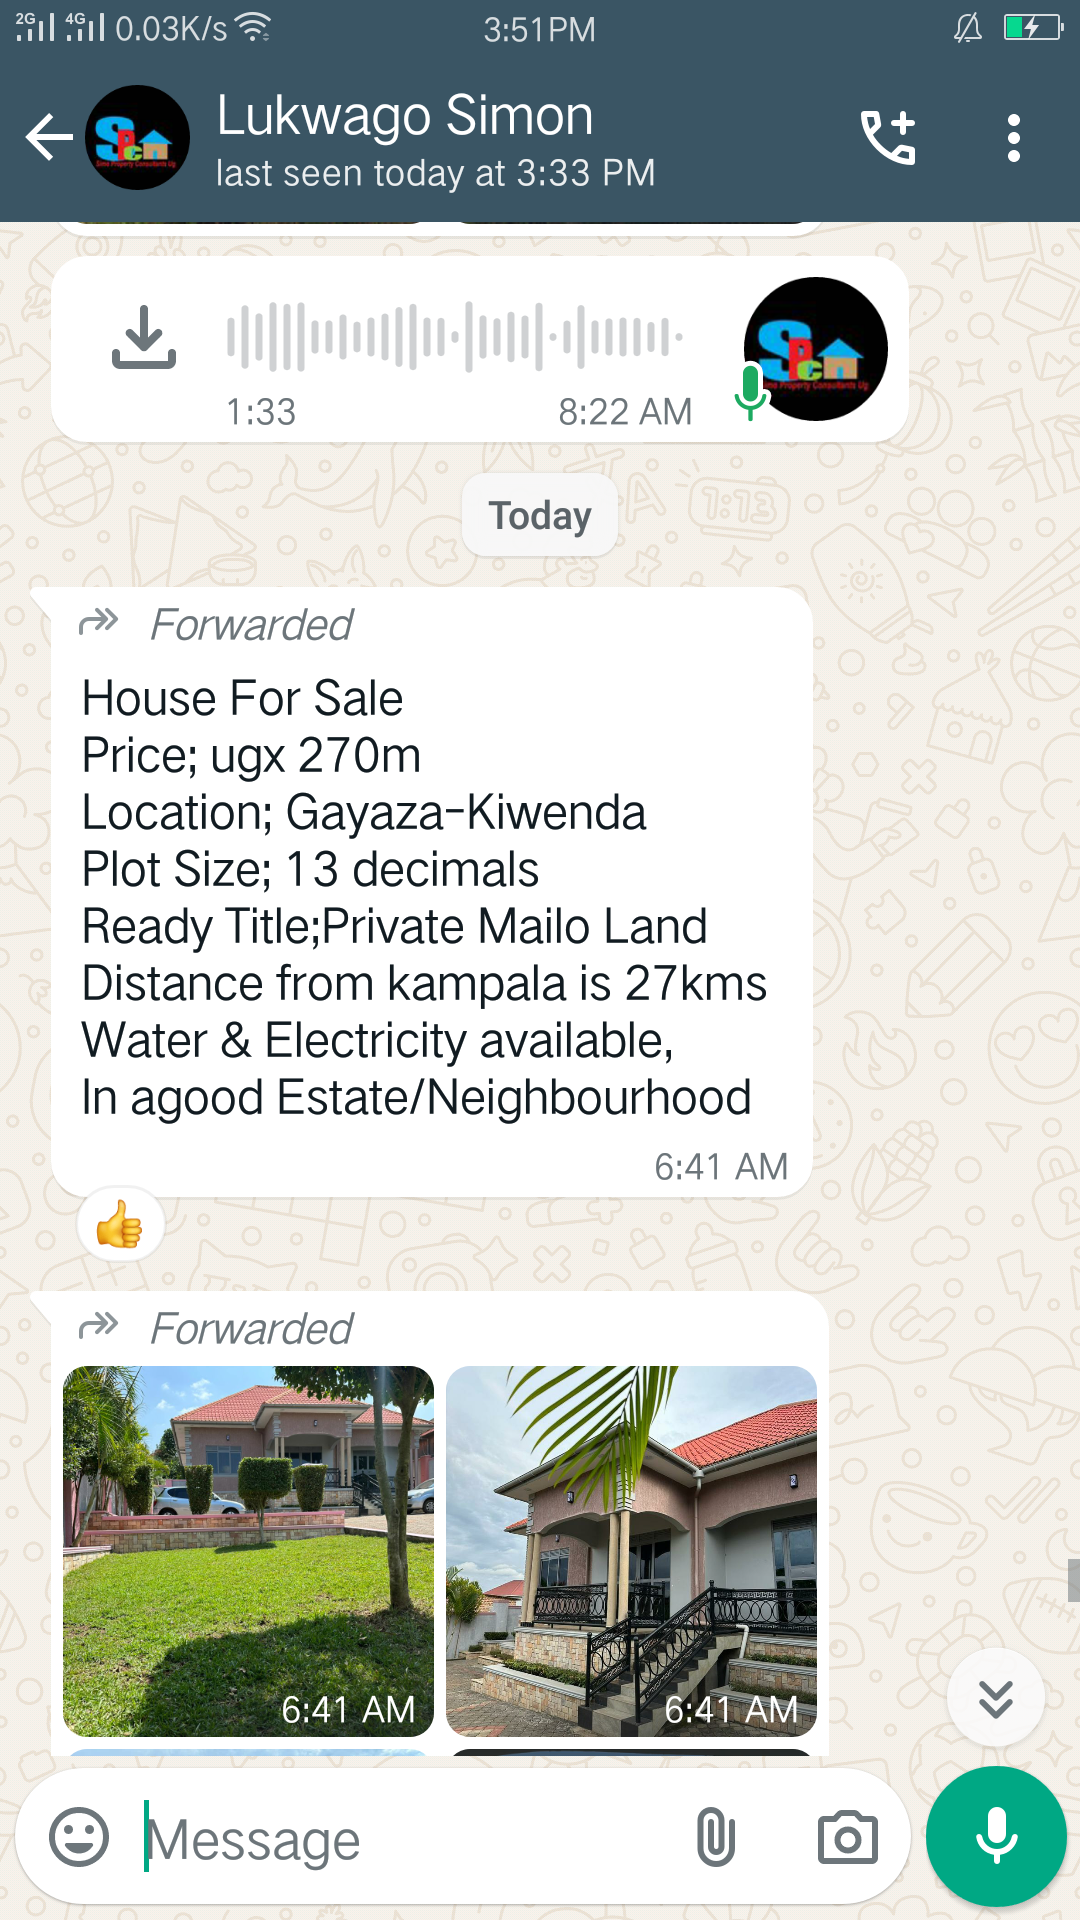 2G 4G 0.03K/s 3:51PM
Lukwago Simon
last seen today at 3:33 PM
1:33 8:22 AM
Today
Forwarded
House For Sale
Price; ugx 270m
Location; Gayaza-Kiwenda
Plot Size; 13 decimals
Ready Title;Private Mailo Land
Distance from kampala is 27kms
Water & Electricity available,
In agood Estate/Neighbourhood
6:41 AM
Forwarded
6:41 AM 6:41 AM
Message